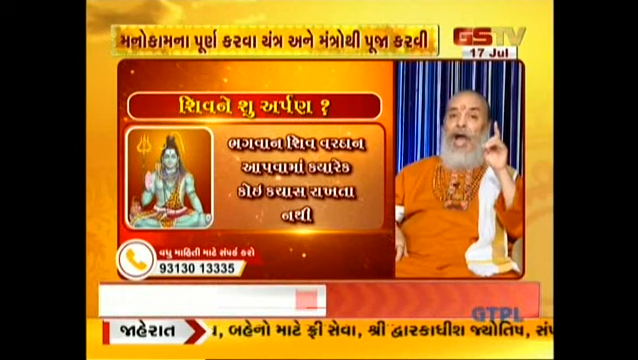 મનોકામના પૂર્ણ કરવા યંત્ર અને મંત્રોથી પૂજા કરવી
GSTV
17 Jul
શિવને શુ અર્પણ ?
ભગવાન શિવ વરદાન
આપવામાં ક્યારેક
કોઇ કચાસ રાખતા
નથી
વધુ માહિતી માટે સંપર્ક કરો
93130 13335
GTPL
જાહેરાત
, બહેનો માટે ફ્રી સેવા, શ્રી દ્વારકાધીશ જ્યોતિષ,